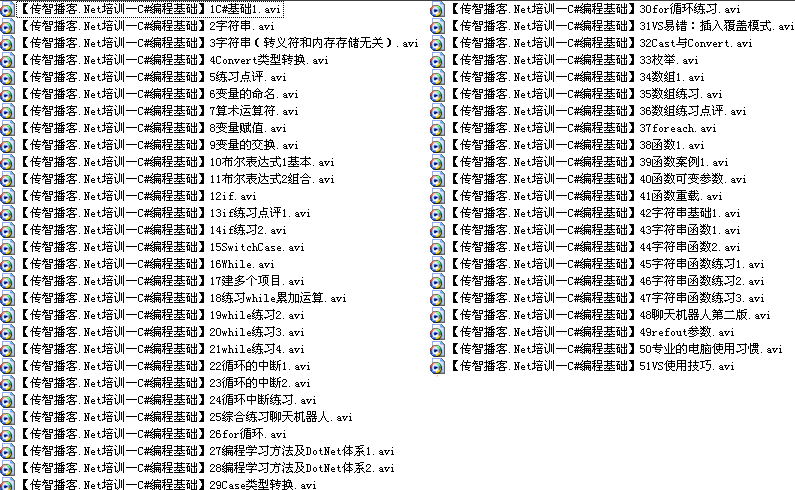 【传智播客.Net培训—C#编程基础】1C#基础1.avi
【传智播客.Net培训—C#编程基础】2字符串.avi
【传智播客.Net培训—C#编程基础】3字符串（转义符和内存存储无关）.avi
【传智播客.Net培训—C#编程基础】4Convert类型转换.avi
【传智播客.Net培训—C#编程基础】5练习点评.avi
【传智播客.Net培训—C#编程基础】6变量的命名.avi
【传智播客.Net培训—C#编程基础】7算术运算符.avi
【传智播客.Net培训—C#编程基础】8变量赋值.avi
【传智播客.Net培训—C#编程基础】9变量的交换.avi
【传智播客.Net培训—C#编程基础】10布尔表达式1基本.avi
【传智播客.Net培训—C#编程基础】11布尔表达式2组合.avi
【传智播客.Net培训—C#编程基础】12if.avi
【传智播客.Net培训—C#编程基础】13if练习点评1.avi
【传智播客.Net培训—C#编程基础】14if练习2.avi
【传智播客.Net培训—C#编程基础】15SwitchCase.avi
【传智播客.Net培训—C#编程基础】16While.avi
【传智播客.Net培训—C#编程基础】17建多个项目.avi
【传智播客.Net培训—C#编程基础】18练习while累加运算.avi
【传智播客.Net培训—C#编程基础】19while练习2.avi
【传智播客.Net培训—C#编程基础】20while练习3.avi
【传智播客.Net培训—C#编程基础】21while练习4.avi
【传智播客.Net培训—C#编程基础】22循环的中断1.avi
【传智播客.Net培训—C#编程基础】23循环的中断2.avi
【传智播客.Net培训—C#编程基础】24循环中断练习.avi
【传智播客.Net培训—C#编程基础】25综合练习聊天机器人.avi
【传智播客.Net培训—C#编程基础】26for循环.avi
【传智播客.Net培训—C#编程基础】27编程学习方法及DotNet体系1.avi
【传智播客.Net培训—C#编程基础】28编程学习方法及DotNet体系2.avi
【传智播客.Net培训—C#编程基础】29Case类型转换.avi
【传智播客.Net培训—C#编程基础】30for循环练习.avi
【传智播客.Net培训—C#编程基础】31VS易错：插入覆盖模式.avi
【传智播客.Net培训—C#编程基础】32Cast与Convert.avi
【传智播客.Net培训—C#编程基础】33枚举.avi
【传智播客.Net培训—C#编程基础】34数组1.avi
【传智播客.Net培训—C#编程基础】35数组练习.avi
【传智播客.Net培训—C#编程基础】36数组练习点评.avi
【传智播客.Net培训—C#编程基础】37foreach.avi
【传智播客.Net培训—C#编程基础】38函数1.avi
【传智播客.Net培训—C#编程基础】39函数案例1.avi
【传智播客.Net培训—C#编程基础】40函数可变参数.avi
【传智播客.Net培训—C#编程基础】41函数重载.avi
【传智播客.Net培训—C#编程基础】42字符串基础1.avi
【传智播客.Net培训—C#编程基础】43字符串函数1.avi
【传智播客.Net培训—C#编程基础】44字符串函数2.avi
【传智播客.Net培训—C#编程基础】45字符串函数练习1.avi
【传智播客.Net培训—C#编程基础】46字符串函数练习2.avi
【传智播客.Net培训—C#编程基础】47字符串函数练习3.avi
【传智播客.Net培训—C#编程基础】48聊天机器人第二版.avi
【传智播客.Net培训—C#编程基础】49refout参数.avi
【传智播客.Net培训—C#编程基础】50专业的电脑使用习惯.avi
【传智播客.Net培训—C#编程基础】51VS使用技巧.avi